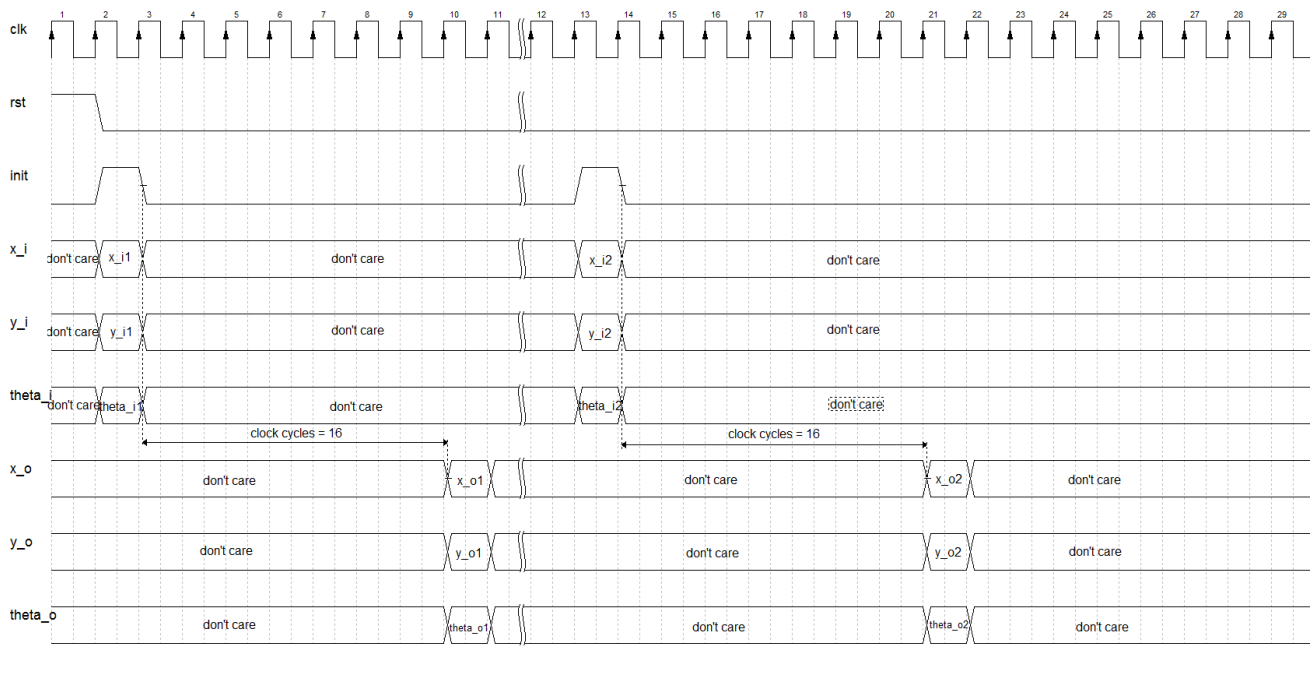 1 2 3 4 5 6 7 8 9 10 11 12 13 14 15 16 17 18 19 20 21 22 23 24 25 26 27 28 29
clk
rst
init
x_i don't care x_i1 don't care x_i2 don't care
y_i don't care y_i1 don't care y_i2 don't care
theta_i don't care theta_i1 don't care theta_i2 don't care
clock cycles = 16 clock cycles = 16
x_o don't care x_o1 don't care x_o2 don't care
y_o don't care y_o1 don't care y_o2 don't care
theta_o don't care theta_o1 don't care theta_o2 don't care